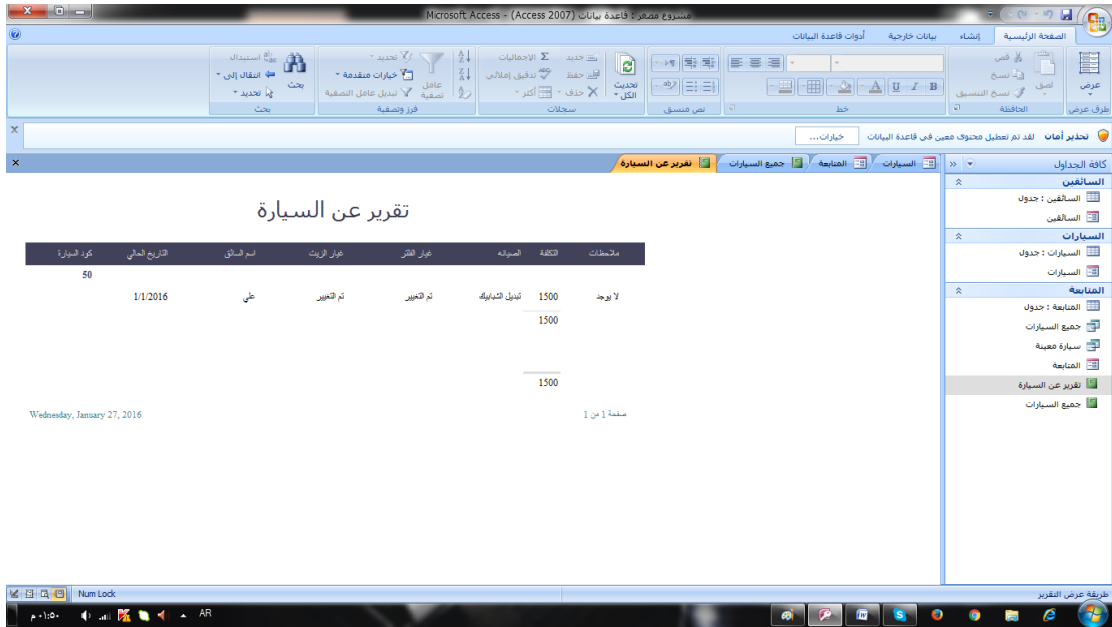 مشروع مصغر : قاعدة بيانات (Access 2007) - Microsoft Access
الصفحة الرئيسية إنشاء بيانات خارجية أدوات قاعدة البيانات
عرض
طرق عرض
لصق
قص
نسخ
نسخ التنسيق
الحافظة
B I U A
خط
نص منسق
تحديث الكل
جديد
حفظ
حذف
الإجماليات
تدقيق إملائي
أكثر
سجلات
عامل تصفية
تحديد
خيارات متقدمة
تبديل عامل التصفية
فرز وتصفية
بحث
استبدال
انتقال إلى
تحديد
بحث
تحذير أمان لقد تم تعطيل محتوى معين في قاعدة البيانات خيارات...
كافة الجداول
السائقين
السائقين : جدول
السائقين
السيارات
السيارات : جدول
السيارات
المتابعة
المتابعة : جدول
جميع السيارات
سيارة معينة
المتابعة
تقرير عن السيارة
جميع السيارات
السيارات المتابعة جميع السيارات تقرير عن السيارة
تقرير عن السيارة
كود السيارة التاريخ الحالي اسم السائق غيار الزيت غيار الفلتر الصيانه التكلفة ملاحظات
50
1/1/2016 علي تم التغيير تم التغيير تبديل الشبابيك 1500 لا يوجد
1500
1500
Wednesday, January 27, 2016 صفحة 1 من 1
طريقة عرض التقرير Num Lock
AR ٠١:٥٠ م